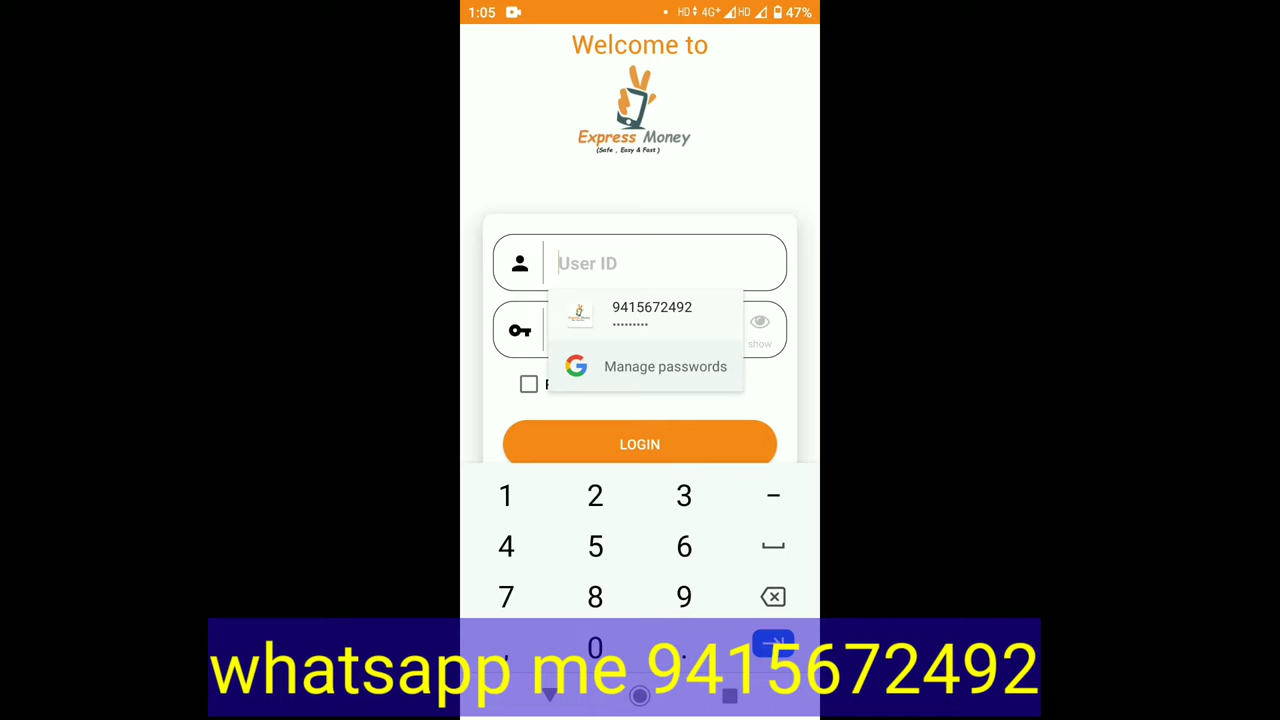 1:05 HD 4G+ HD 47%
Welcome to
Express Money
(Safe , Easy & Fast )
User ID
9415672492
•••••••••
show
Manage passwords
LOGIN
1 2 3 -
4 5 6
7 8 9
, 0 .
whatsapp me 9415672492